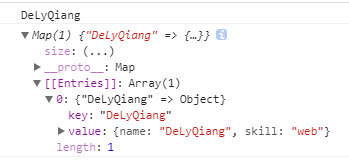 DeLyQiang
▼Map(1) {"DeLyQiang" => {…}} i
size: (...)
▶__proto__: Map
▼[[Entries]]: Array(1)
▼0: {"DeLyQiang" => Object}
key: "DeLyQiang"
▶value: {name: "DeLyQiang", skill: "web"}
length: 1